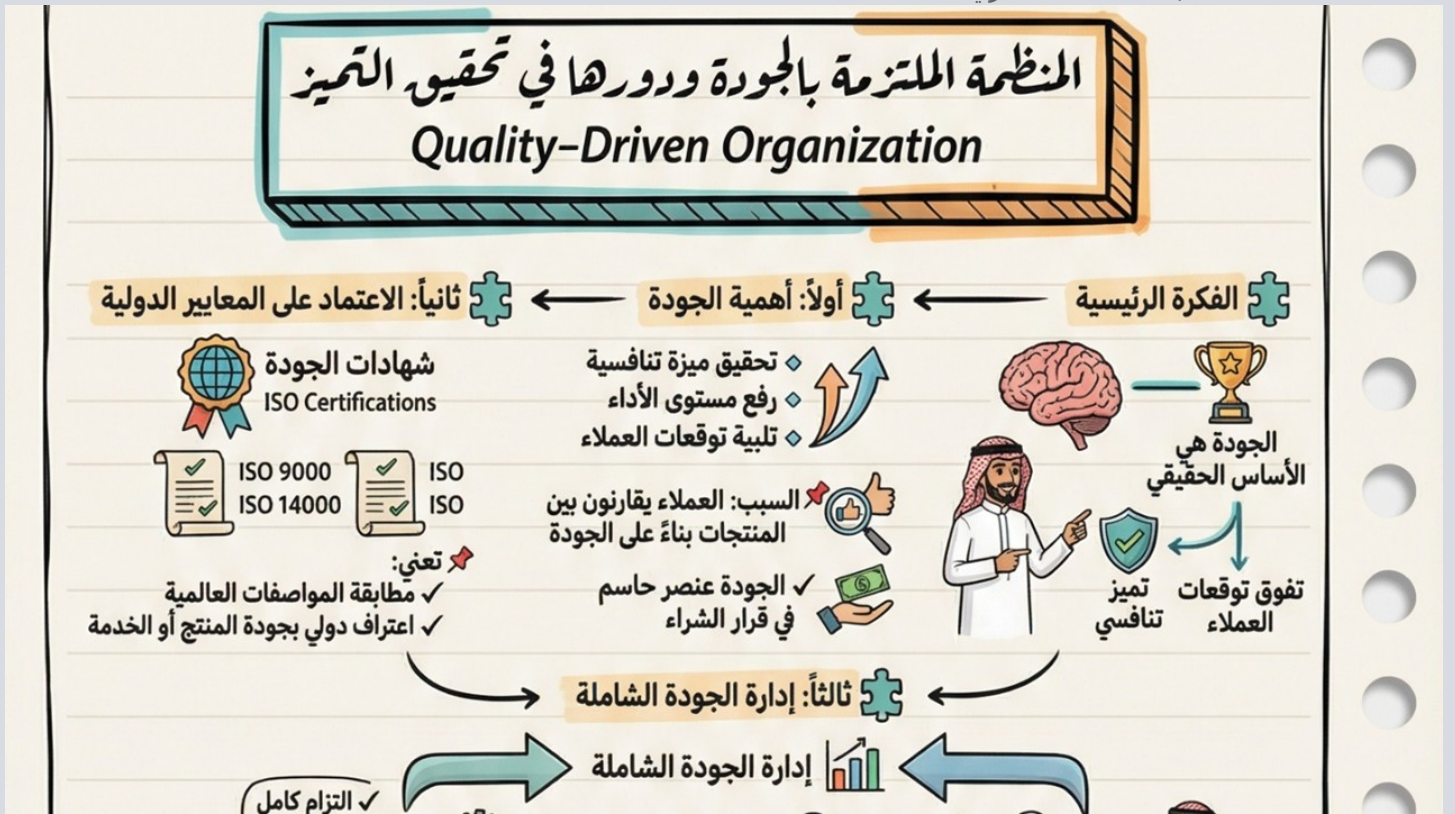 المنظمة الملتزمة بالجودة ودورها في تحقيق التميز
Quality-Driven Organization
الفكرة الرئيسية
الجودة هي
الأساس الحقيقي
تفوق توقعات
العملاء
تميز
تنافسي
أولاً: أهمية الجودة
تحقيق ميزة تنافسية
رفع مستوى الأداء
تلبية توقعات العملاء
السبب: العملاء يقارنون بين
المنتجات بناءً على الجودة
✓ الجودة عنصر حاسم
في قرار الشراء
ثانياً: الاعتماد على المعايير الدولية
شهادات الجودة
ISO Certifications
ISO 9000
ISO 14000
ISO
ISO
تعني:
✓ مطابقة المواصفات العالمية
✓ اعتراف دولي بجودة المنتج أو الخدمة
ثالثاً: إدارة الجودة الشاملة
إدارة الجودة الشاملة
✓ التزام كامل